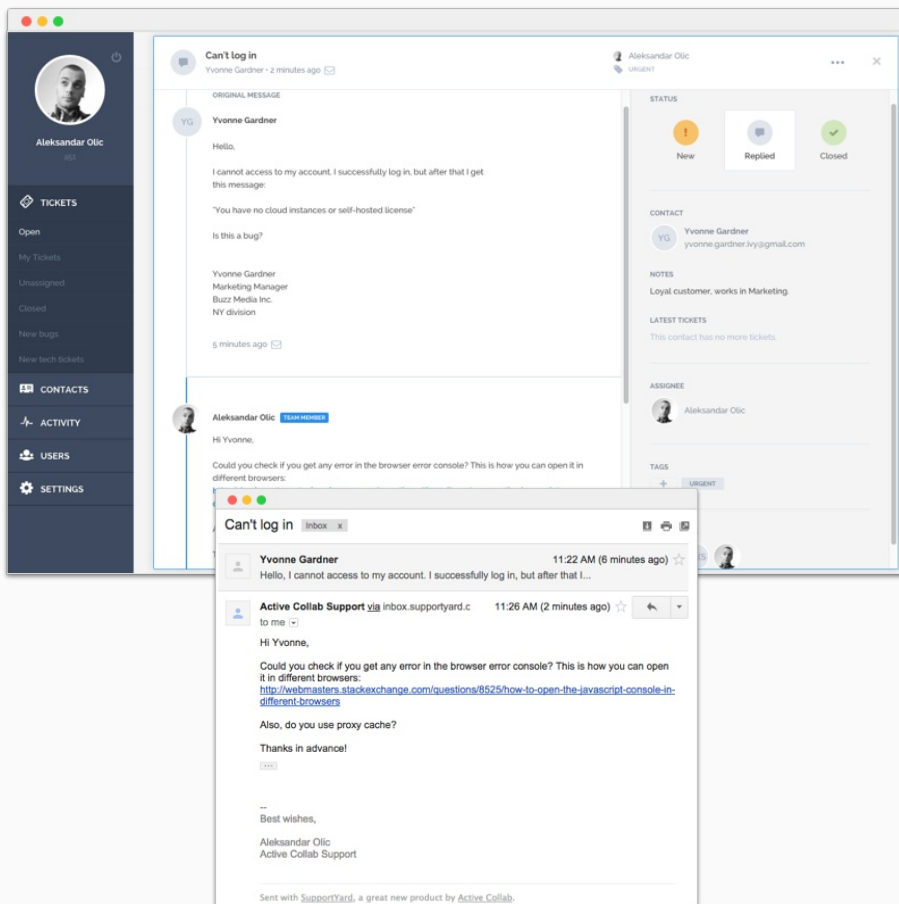 Can't log in
Yvonne Gardner • 2 minutes ago
Aleksandar Olic
URGENT
Aleksandar Olic
TICKETS
Open
My Tickets
Unassigned
Closed
New bugs
New tech tickets
CONTACTS
ACTIVITY
USERS
SETTINGS
ORIGINAL MESSAGE
YG
Yvonne Gardner
Hello,
I cannot access to my account. I successfully log in, but after that I get
this message:
"You have no cloud instances or self-hosted license"
Is this a bug?
Yvonne Gardner
Marketing Manager
Buzz Media Inc.
NY division
5 minutes ago
Aleksandar Olic TEAM MEMBER
Hi Yvonne,
Could you check if you get any error in the browser error console? This is how you can open it in
different browsers:
STATUS
New
Replied
Closed
CONTACT
YG
Yvonne Gardner
yvonne.gardner.lvy@gmail.com
NOTES
Loyal customer, works in Marketing.
LATEST TICKETS
This contact has no more tickets.
ASSIGNEE
Aleksandar Olic
TAGS
+ URGENT
Can't log in Inbox x
Yvonne Gardner 11:22 AM (6 minutes ago)
Hello, I cannot access to my account. I successfully log in, but after that I...
Active Collab Support via inbox.supportyard.c 11:26 AM (2 minutes ago)
to me
Hi Yvonne,
Could you check if you get any error in the browser error console? This is how you can open
it in different browsers:
http://webmasters.stackexchange.com/questions/8525/how-to-open-the-javascript-console-in-
different-browsers
Also, do you use proxy cache?
Thanks in advance!
--
Best wishes,
Aleksandar Olic
Active Collab Support
Sent with SupportYard, a great new product by Active Collab.